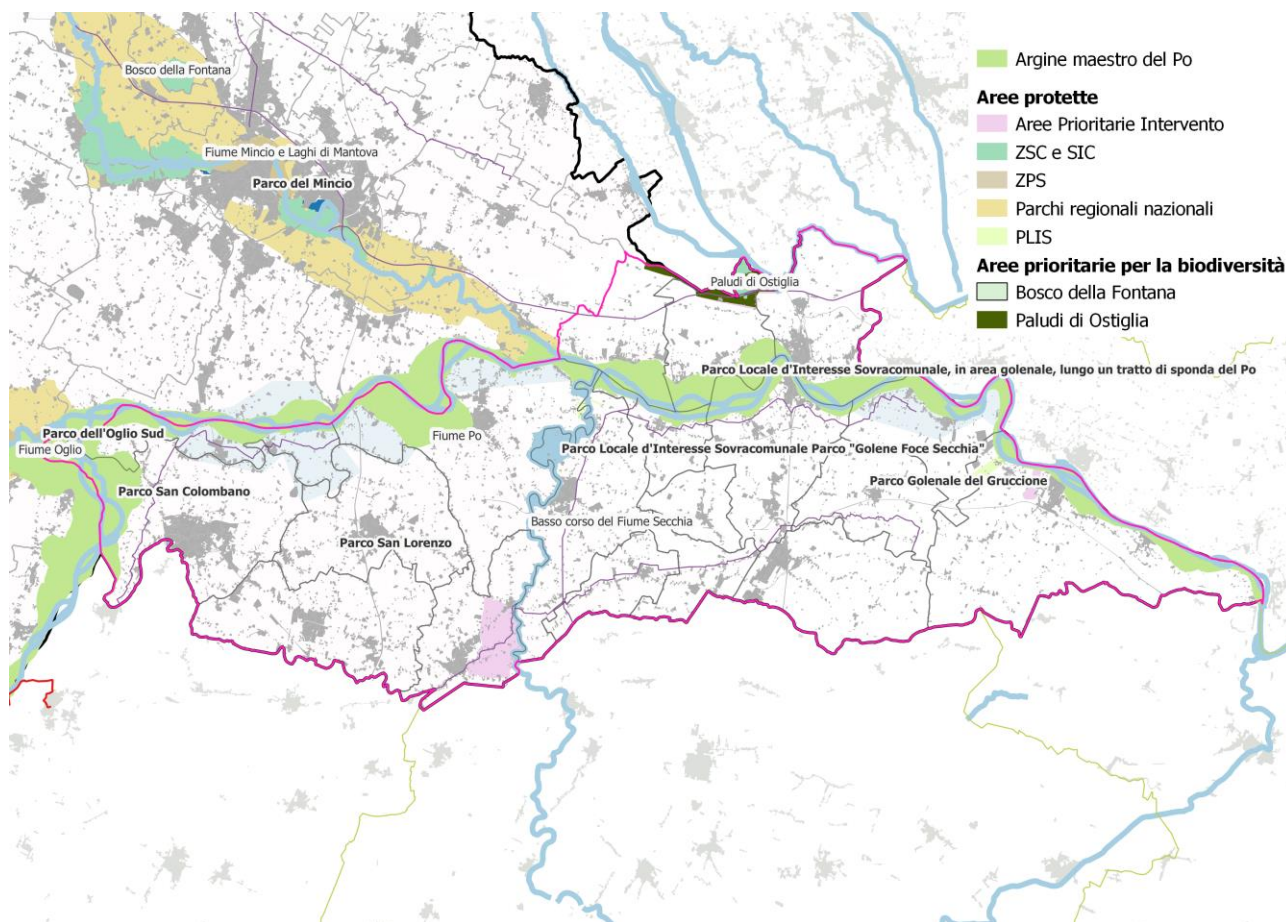 Bosco della Fontana
Fiume Mincio e Laghi di Mantova
Parco del Mincio
Paludi di Ostiglia
Parco Locale d'Interesse Sovracomunale, in area golenale, lungo un tratto di sponda del Po
Fiume Po
Parco dell'Oglio Sud
Fiume Oglio
Parco Locale d'Interesse Sovracomunale Parco "Golene Foce Secchia"
Parco San Colombano
Parco Golenale del Gruccione
Basso corso del Fiume Secchia
Parco San Lorenzo
Argine maestro del Po
Aree protette
Aree Prioritarie Intervento
ZSC e SIC
ZPS
Parchi regionali nazionali
PLIS
Aree prioritarie per la biodiversità
Bosco della Fontana
Paludi di Ostiglia